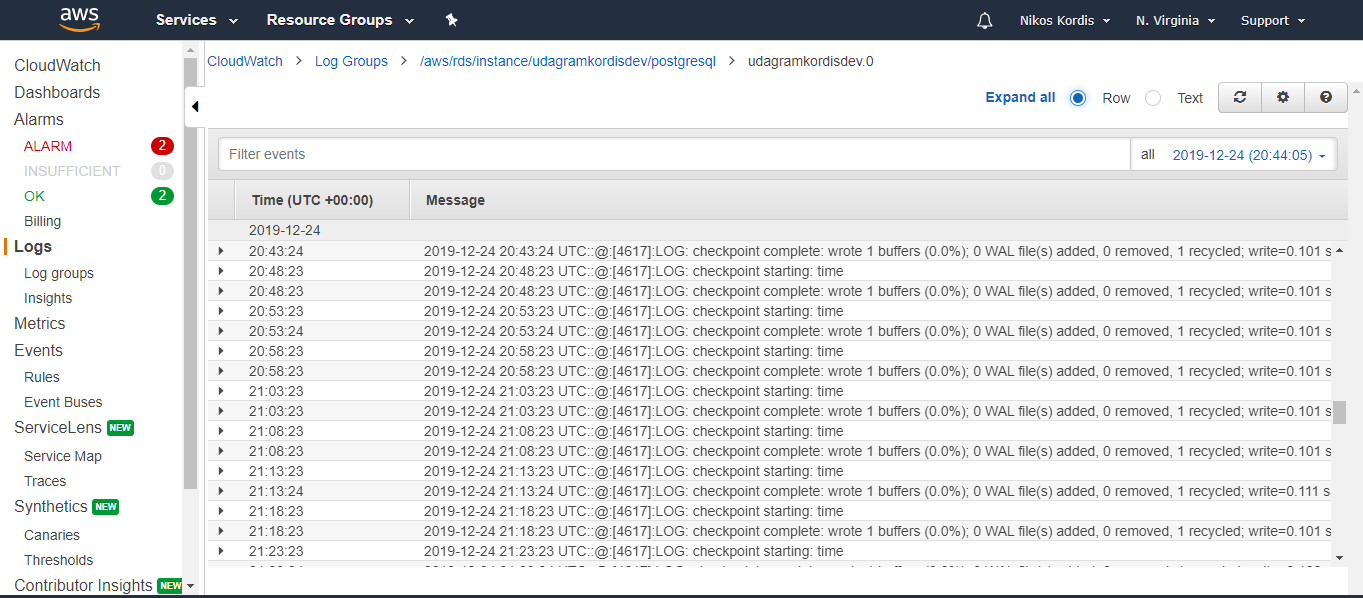 aws Services Resource Groups Nikos Kordis N. Virginia Support
CloudWatch
Dashboards
Alarms
ALARM 2
INSUFFICIENT 0
OK 2
Billing
Logs
Log groups
Insights
Metrics
Events
Rules
Event Buses
ServiceLens NEW
Service Map
Traces
Synthetics NEW
Canaries
Thresholds
Contributor Insights NEW
CloudWatch > Log Groups > /aws/rds/instance/udagramkordisdev/postgresql > udagramkordisdev.0
Expand all Row Text
Filter events all 2019-12-24 (20:44:05)
Time (UTC +00:00) Message
2019-12-24
20:43:24 2019-12-24 20:43:24 UTC::@:[4617]:LOG: checkpoint complete: wrote 1 buffers (0.0%); 0 WAL file(s) added, 0 removed, 1 recycled; write=0.101 s
20:48:23 2019-12-24 20:48:23 UTC::@:[4617]:LOG: checkpoint starting: time
20:48:23 2019-12-24 20:48:23 UTC::@:[4617]:LOG: checkpoint complete: wrote 1 buffers (0.0%); 0 WAL file(s) added, 0 removed, 1 recycled; write=0.101 s
20:53:23 2019-12-24 20:53:23 UTC::@:[4617]:LOG: checkpoint starting: time
20:53:24 2019-12-24 20:53:24 UTC::@:[4617]:LOG: checkpoint complete: wrote 1 buffers (0.0%); 0 WAL file(s) added, 0 removed, 1 recycled; write=0.101 s
20:58:23 2019-12-24 20:58:23 UTC::@:[4617]:LOG: checkpoint starting: time
20:58:23 2019-12-24 20:58:23 UTC::@:[4617]:LOG: checkpoint complete: wrote 1 buffers (0.0%); 0 WAL file(s) added, 0 removed, 1 recycled; write=0.101 s
21:03:23 2019-12-24 21:03:23 UTC::@:[4617]:LOG: checkpoint starting: time
21:03:23 2019-12-24 21:03:23 UTC::@:[4617]:LOG: checkpoint complete: wrote 1 buffers (0.0%); 0 WAL file(s) added, 0 removed, 1 recycled; write=0.101 s
21:08:23 2019-12-24 21:08:23 UTC::@:[4617]:LOG: checkpoint starting: time
21:08:23 2019-12-24 21:08:23 UTC::@:[4617]:LOG: checkpoint complete: wrote 1 buffers (0.0%); 0 WAL file(s) added, 0 removed, 1 recycled; write=0.101 s
21:13:23 2019-12-24 21:13:23 UTC::@:[4617]:LOG: checkpoint starting: time
21:13:24 2019-12-24 21:13:24 UTC::@:[4617]:LOG: checkpoint complete: wrote 1 buffers (0.0%); 0 WAL file(s) added, 0 removed, 1 recycled; write=0.111 s
21:18:23 2019-12-24 21:18:23 UTC::@:[4617]:LOG: checkpoint starting: time
21:18:23 2019-12-24 21:18:23 UTC::@:[4617]:LOG: checkpoint complete: wrote 1 buffers (0.0%); 0 WAL file(s) added, 0 removed, 1 recycled; write=0.101 s
21:23:23 2019-12-24 21:23:23 UTC::@:[4617]:LOG: checkpoint starting: time